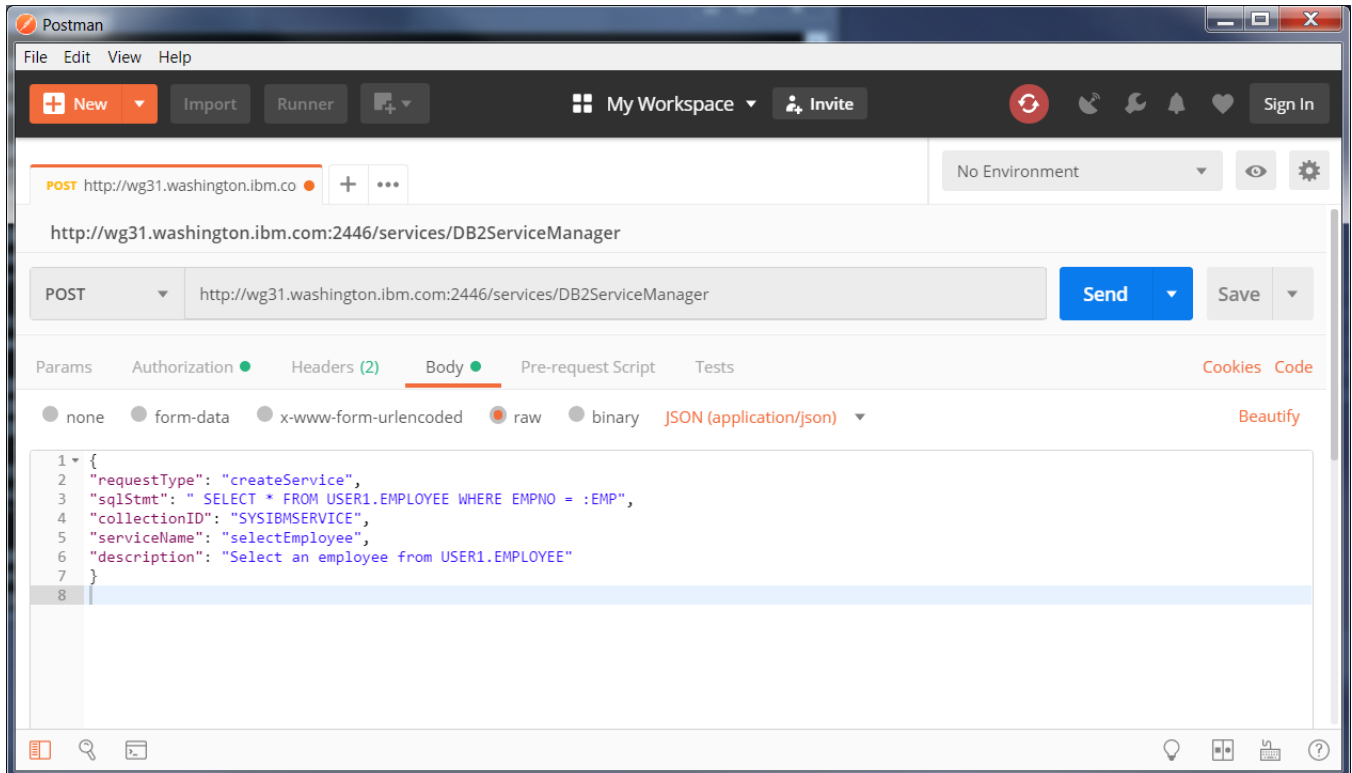 Postman
File Edit View Help
New Import Runner My Workspace Invite Sign In
POST http://wg31.washington.ibm.co No Environment
http://wg31.washington.ibm.com:2446/services/DB2ServiceManager
POST http://wg31.washington.ibm.com:2446/services/DB2ServiceManager Send Save
Params Authorization Headers (2) Body Pre-request Script Tests Cookies Code
none form-data x-www-form-urlencoded raw binary JSON (application/json) Beautify
1 {
2 "requestType": "createService",
3 "sqlStmt": " SELECT * FROM USER1.EMPLOYEE WHERE EMPNO = :EMP",
4 "collectionID": "SYSIBMSERVICE",
5 "serviceName": "selectEmployee",
6 "description": "Select an employee from USER1.EMPLOYEE"
7 }
8